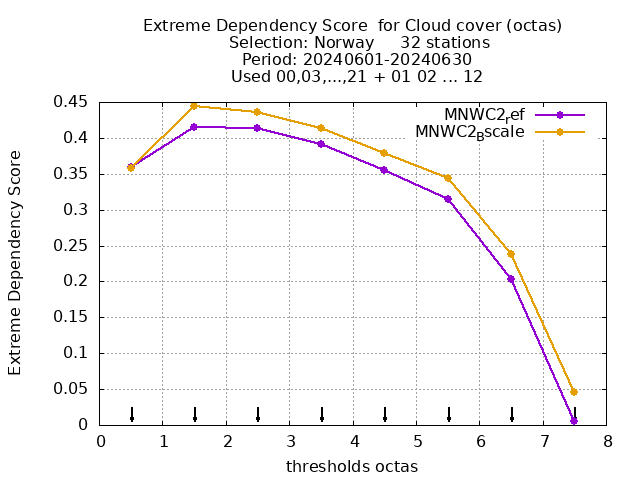 Extreme Dependency Score  for Cloud cover (octas)
Selection: Norway     32 stations
Period: 20240601-20240630
Used 00,03,...,21 + 01 02 ... 12
MNWC2ref
MNWC2Bscale
0.45
0.4
0.35
0.3
0.25
0.2
0.15
0.1
0.05
0
Extreme Dependency Score
0 1 2 3 4 5 6 7 8
thresholds octas